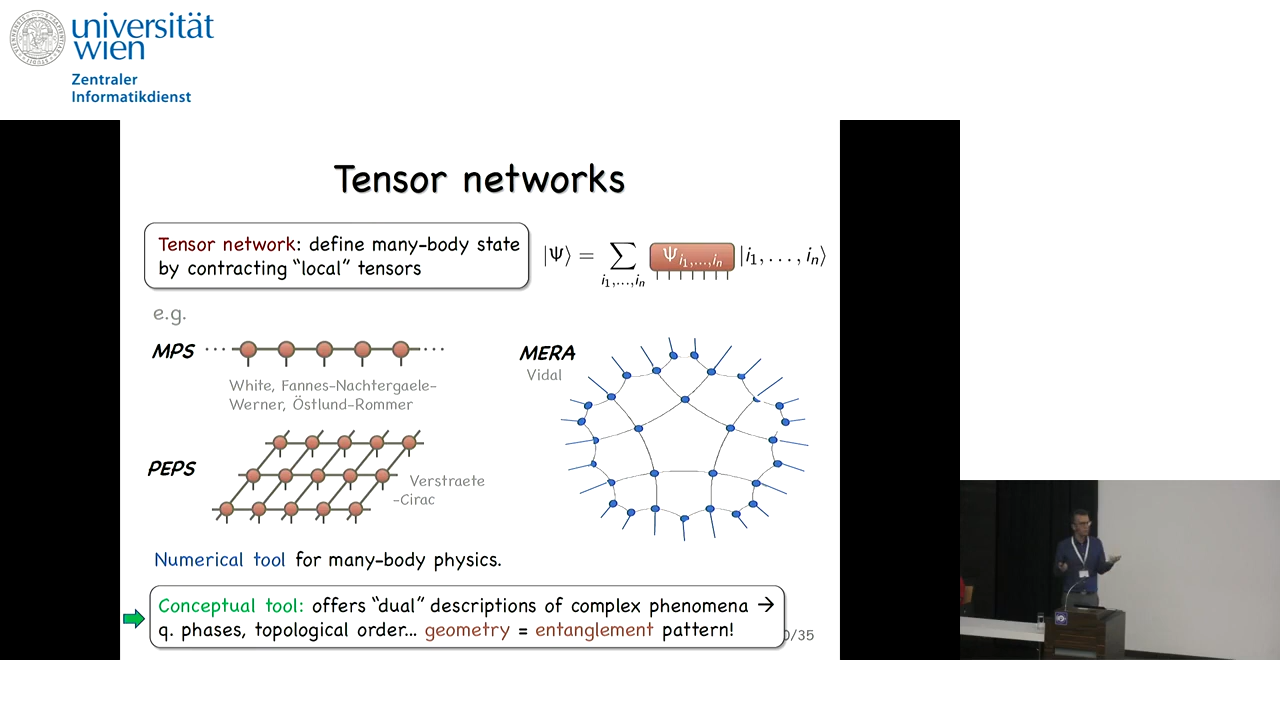 universität
wien
Zentraler
Informatikdienst
Tensor networks
Tensor network: define many-body state
by contracting “local” tensors
|Ψ⟩ = ∑ i₁,…,iₙ Ψ i₁,…,iₙ |i₁, . . . , iₙ⟩
e.g.
MPS
White, Fannes-Nachtergaele-
Werner, Östlund-Rommer
MERA
Vidal
PEPS
Verstraete
-Cirac
Numerical tool for many-body physics.
Conceptual tool: offers “dual” descriptions of complex phenomena →
q. phases, topological order... geometry = entanglement pattern!
0/35